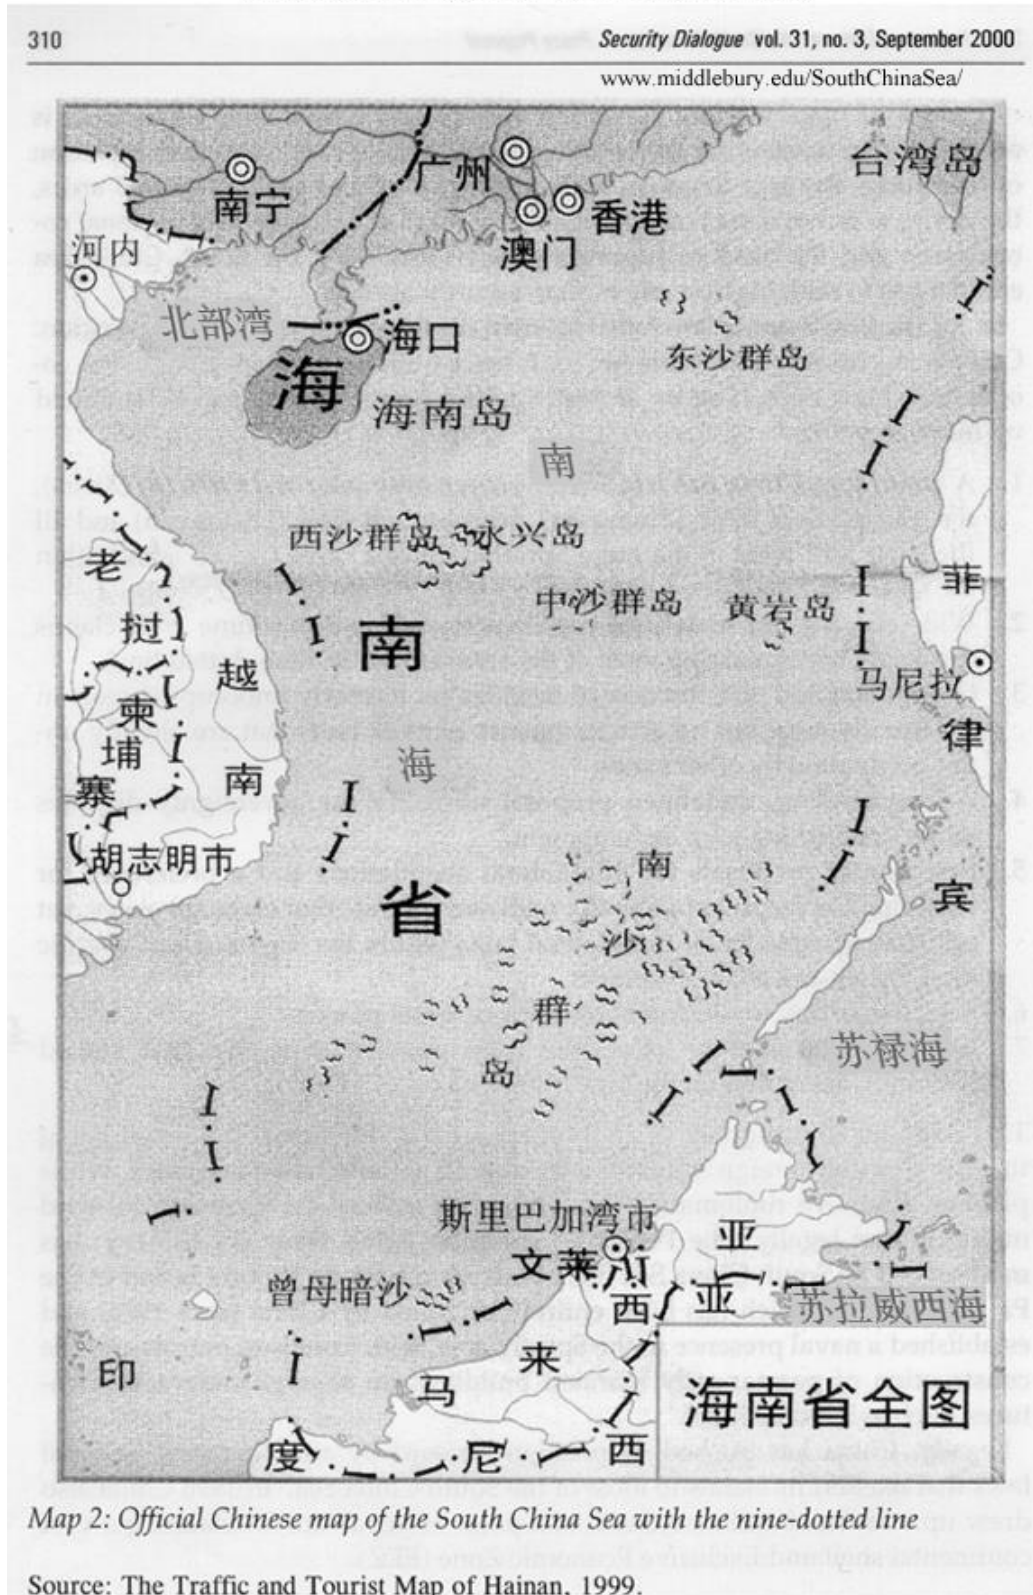 310
Security Dialogue vol. 31, no. 3, September 2000
www.middlebury.edu/SouthChinaSea/
广州
台湾岛
南宁
香港
澳门
河内
北部湾
海口
东沙群岛
海
海南岛
南
西沙群岛
永兴岛
老
挝
中沙群岛
黄岩岛
菲
南
越
马尼拉
柬
埔
寨
律
海
南
胡志明市
南
省
宾
沙
群
岛
苏禄海
斯里巴加湾市
文莱
亚
曾母暗沙
西
亚
苏拉威西海
印
来
马
海南省全图
度
尼
西
Map 2: Official Chinese map of the South China Sea with the nine-dotted line
Source: The Traffic and Tourist Map of Hainan, 1999.